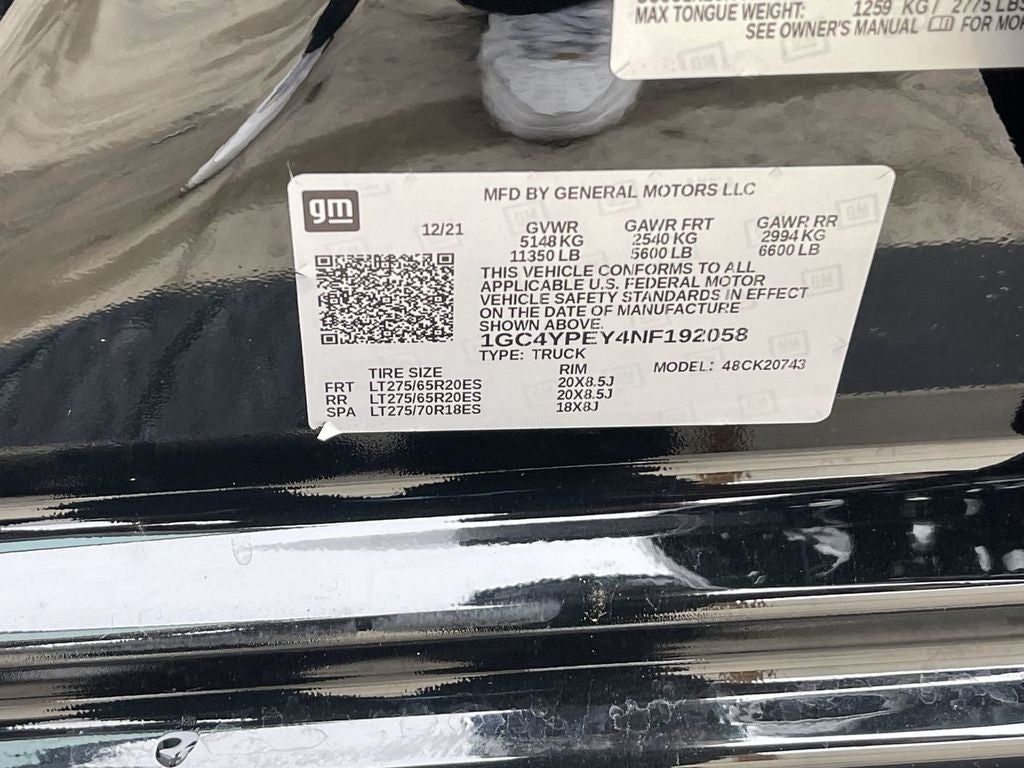 MAX TONGUE WEIGHT: 1259 KG / 2775 LBS
SEE OWNER'S MANUAL FOR
gm
MFD BY GENERAL MOTORS LLC
12/21 GVWR GAWR FRT GAWR RR
5148 KG 2540 KG 2994 KG
11350 LB 5600 LB 6600 LB
THIS VEHICLE CONFORMS TO ALL
APPLICABLE U.S. FEDERAL MOTOR
VEHICLE SAFETY STANDARDS IN EFFECT
ON THE DATE OF MANUFACTURE
SHOWN ABOVE.
1GC4YPEY4NF192058
TYPE: TRUCK MODEL: 48CK20743
TIRE SIZE RIM
FRT LT275/65R20ES 20X8.5J
RR LT275/65R20ES 20X8.5J
SPA LT275/70R18ES 18X8J